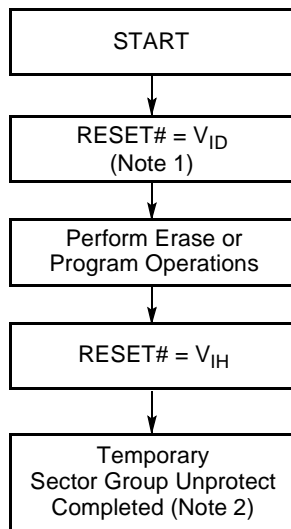 START
RESET# = V_ID
(Note 1)
Perform Erase or
Program Operations
RESET# = V_IH
Temporary
Sector Group Unprotect
Completed (Note 2)